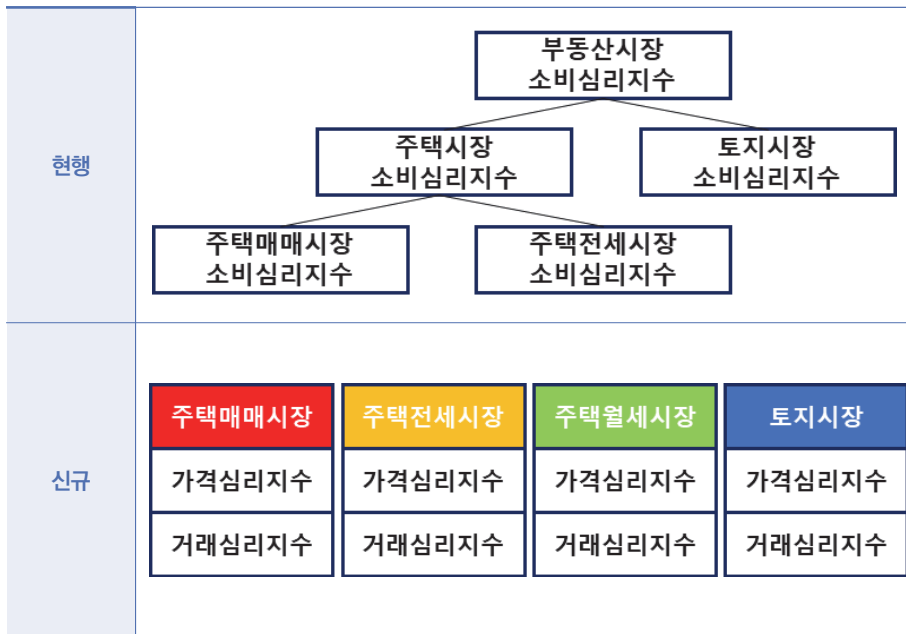 현행
부동산시장
소비심리지수
주택시장
소비심리지수
토지시장
소비심리지수
주택매매시장
소비심리지수
주택전세시장
소비심리지수
신규
주택매매시장
주택전세시장
주택월세시장
토지시장
가격심리지수
가격심리지수
가격심리지수
가격심리지수
거래심리지수
거래심리지수
거래심리지수
거래심리지수